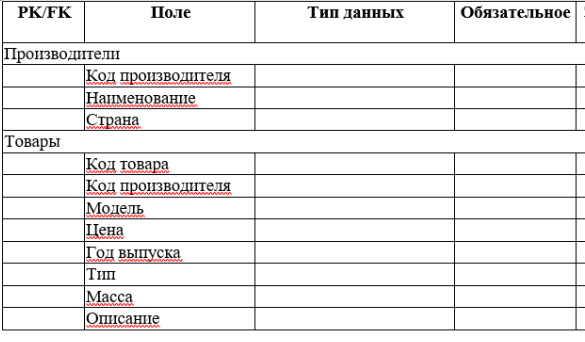 PK/FK Поле Тип данных Обязательное
Производители
Код производителя
Наименование
Страна
Товары
Код товара
Код производителя
Модель
Цена
Год выпуска
Тип
Масса
Описание